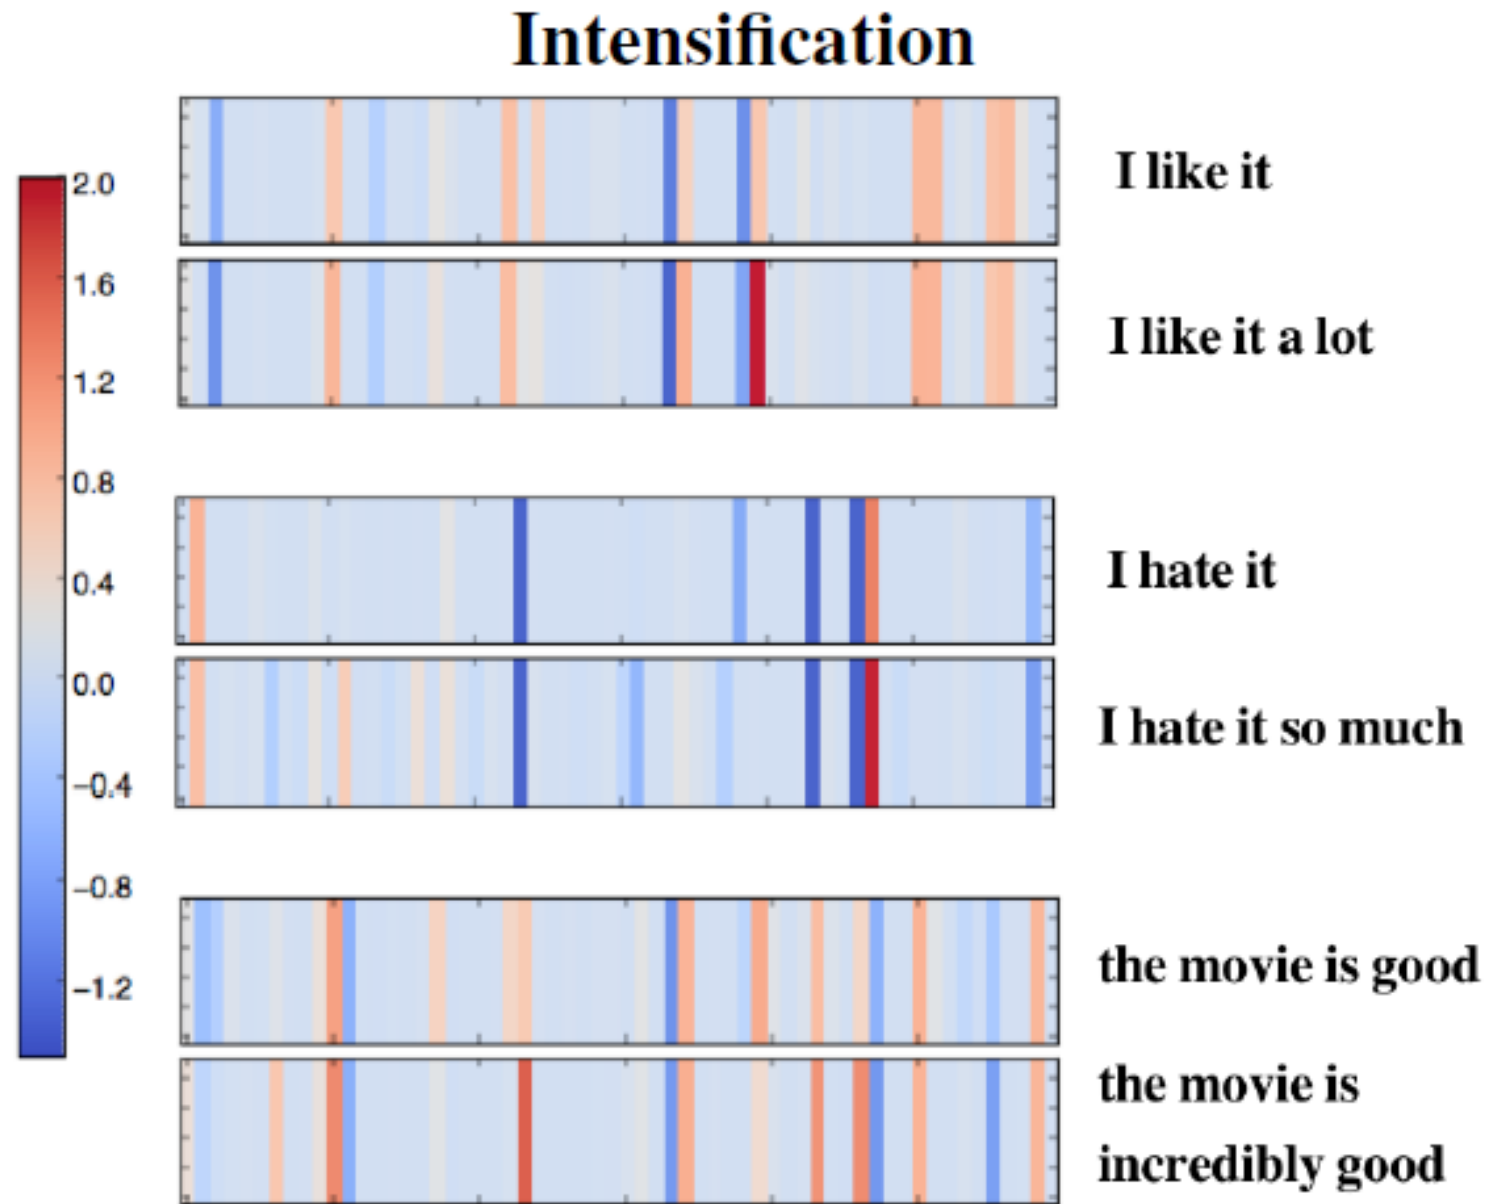 Intensification
I like it
2.0
1.6
I like it a lot
1.2
0.8
I hate it
0.4
0.0
I hate it so much
−0.4
−0.8
the movie is good
−1.2
the movie is
incredibly good